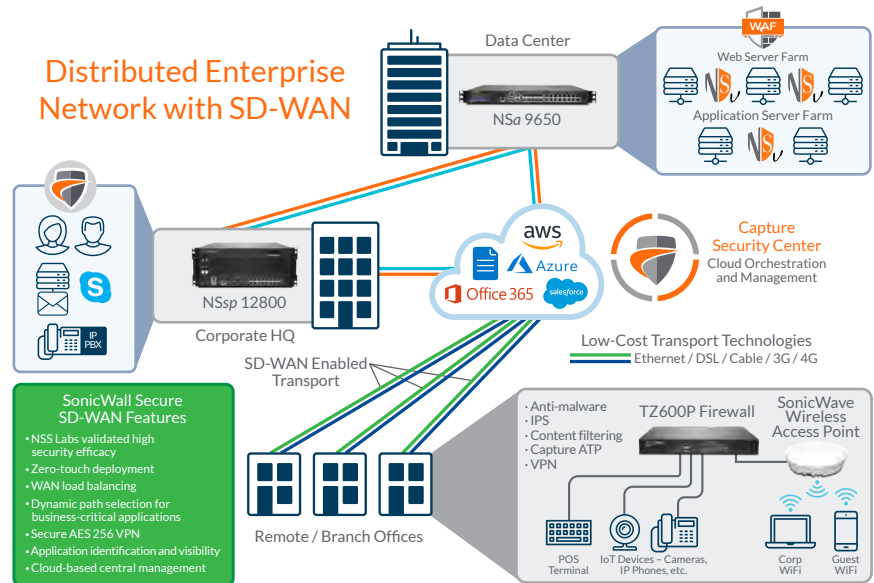 Distributed Enterprise
Network with SD-WAN
Data Center
NSa 9650
WAF
Web Server Farm
NSv
NSv
Application Server Farm
NSv
NSsp 12800
Corporate HQ
IP
PBX
aws
Azure
Office 365
salesforce
Capture
Security Center
Cloud Orchestration
and Management
Low-Cost Transport Technologies
Ethernet / DSL / Cable / 3G / 4G
SD-WAN Enabled
Transport
SonicWall Secure
SD-WAN Features
• NSS Labs validated high
security efficacy
• Zero-touch deployment
• WAN load balancing
• Dynamic path selection for
business-critical applications
• Secure AES 256 VPN
• Application identification and visibility
• Cloud-based central management
Remote / Branch Offices
· Anti-malware
· IPS
· Content filtering
· Capture ATP
· VPN
TZ600P Firewall
SonicWave
Wireless
Access Point
POS
Terminal
IoT Devices – Cameras,
IP Phones, etc.
Corp
WiFi
Guest
WiFi